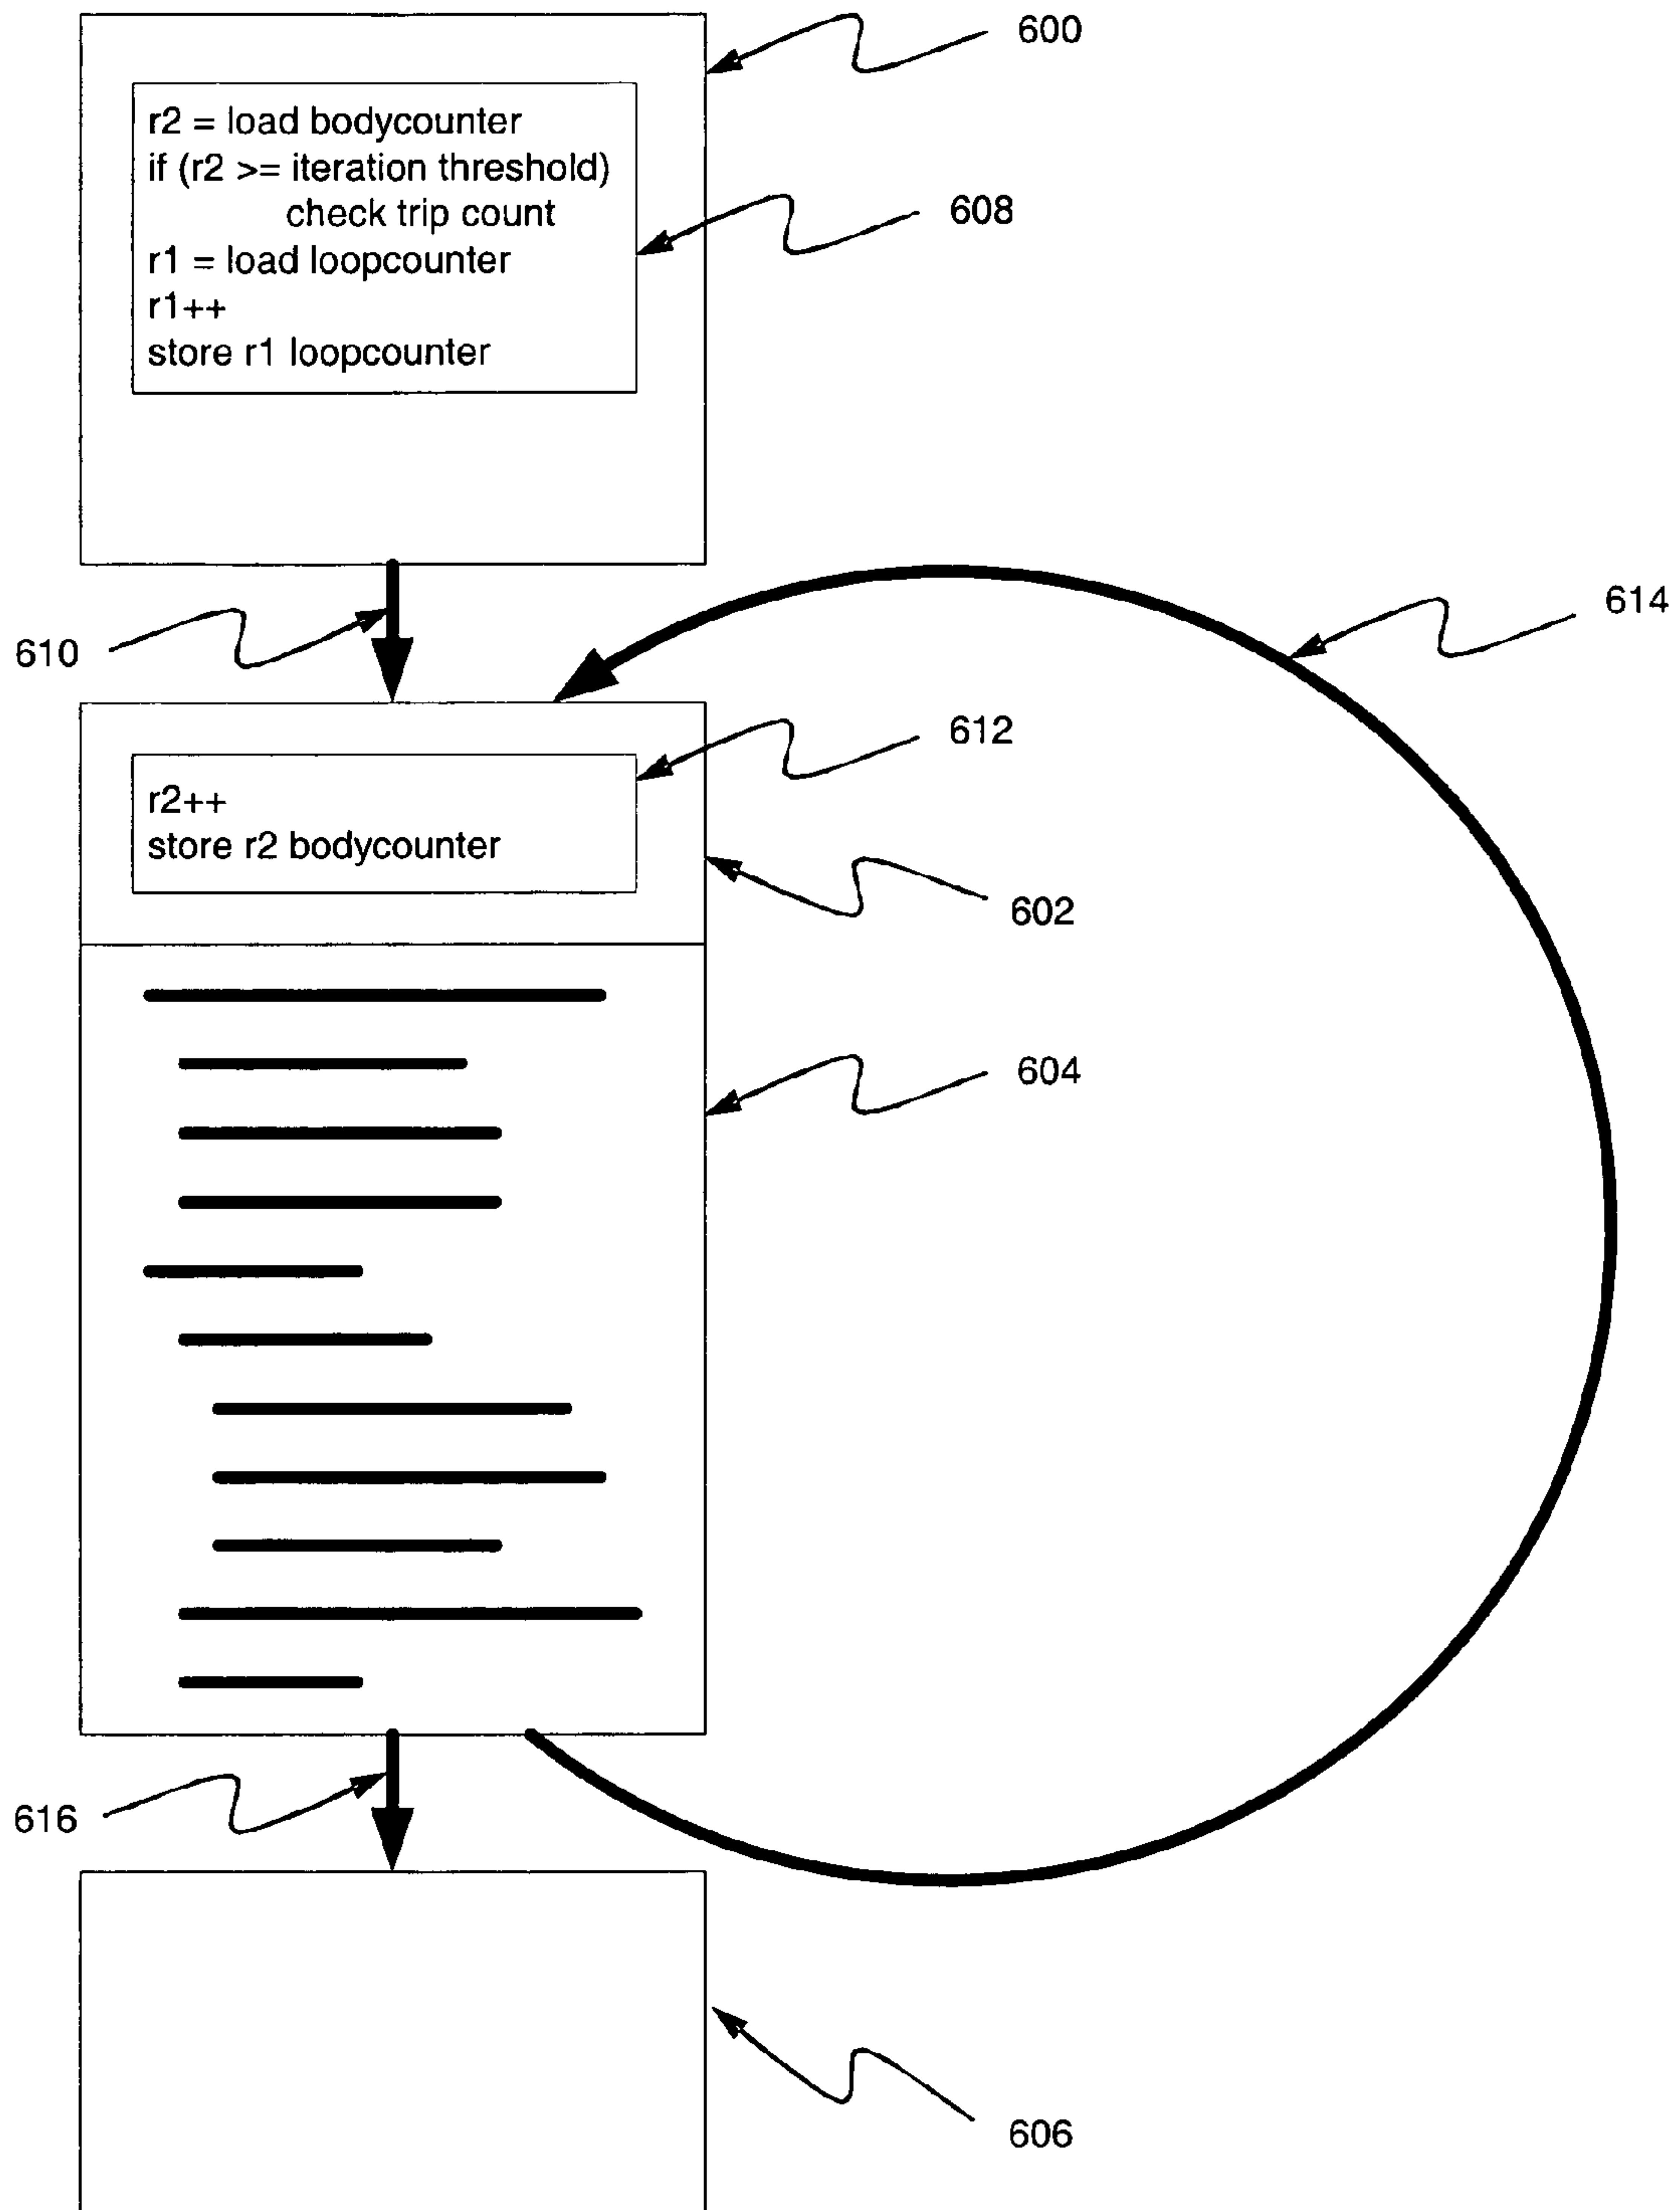 600
r2 = load bodycounter
if (r2 >= iteration threshold)
check trip count
608
r1 = load loopcounter
r1++
store r1 loopcounter
614
610
612
r2++
store r2 bodycounter
602
604
616
606